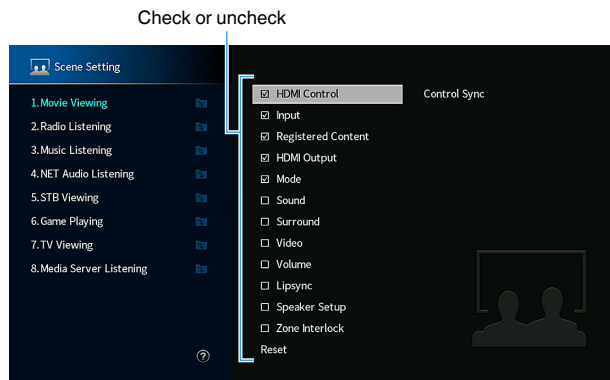 Check or uncheck
Scene Setting
1.Movie Viewing
2.Radio Listening
3.Music Listening
4.NET Audio Listening
5.STB Viewing
6.Game Playing
7.TV Viewing
8.Media Server Listening
?
HDMI Control
Control Sync
Input
Registered Content
HDMI Output
Mode
Sound
Surround
Video
Volume
Lipsync
Speaker Setup
Zone Interlock
Reset